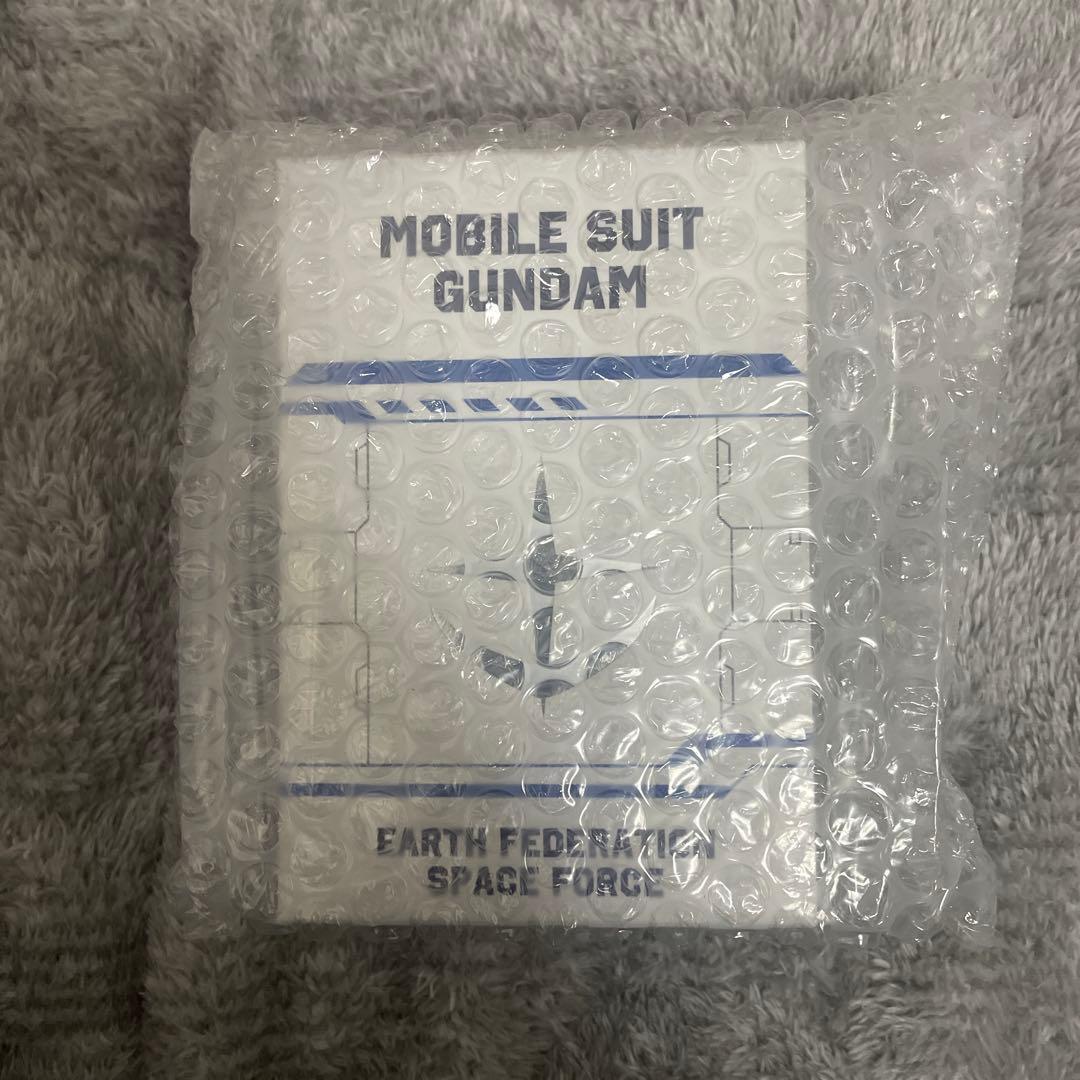 MOBILE SUIT
GUNDAM
EARTH FEDERATION
SPACE FORCE